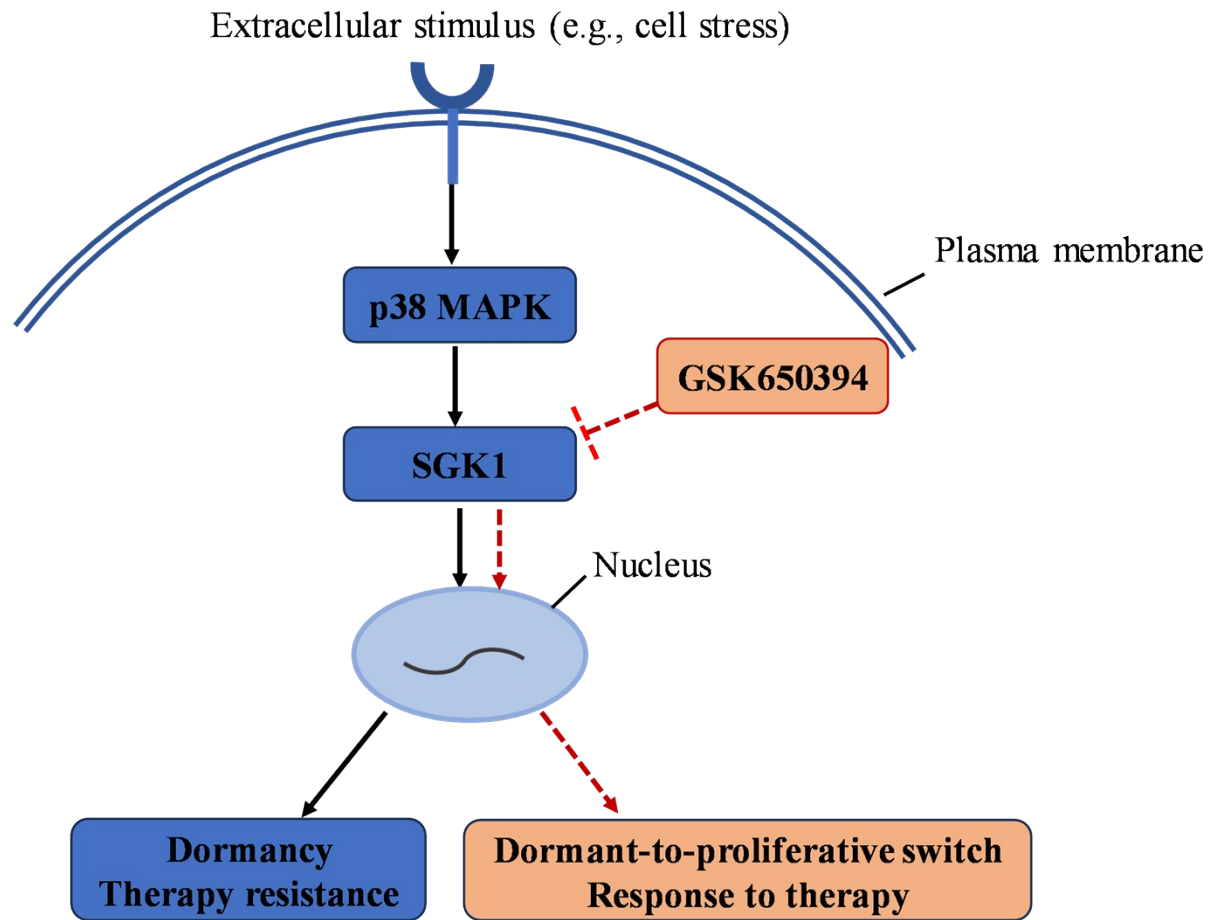 Extracellular stimulus (e.g., cell stress)
Plasma membrane
p38 MAPK
GSK650394
SGK1
Nucleus
Dormancy
Therapy resistance
Dormant-to-proliferative switch
Response to therapy